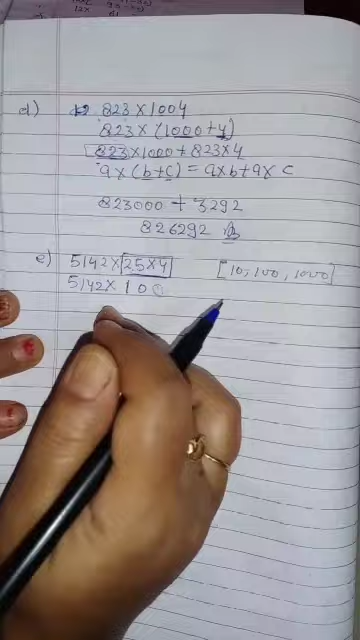 d) 823 × 1004
823 × (1000 + 4)
823 × 1000 + 823 × 4
a × (b + c) = a × b + a × c
823000 + 3292
826292
e) 5142 × 25 × 4 [10, 100, 1000]
5142 × 100